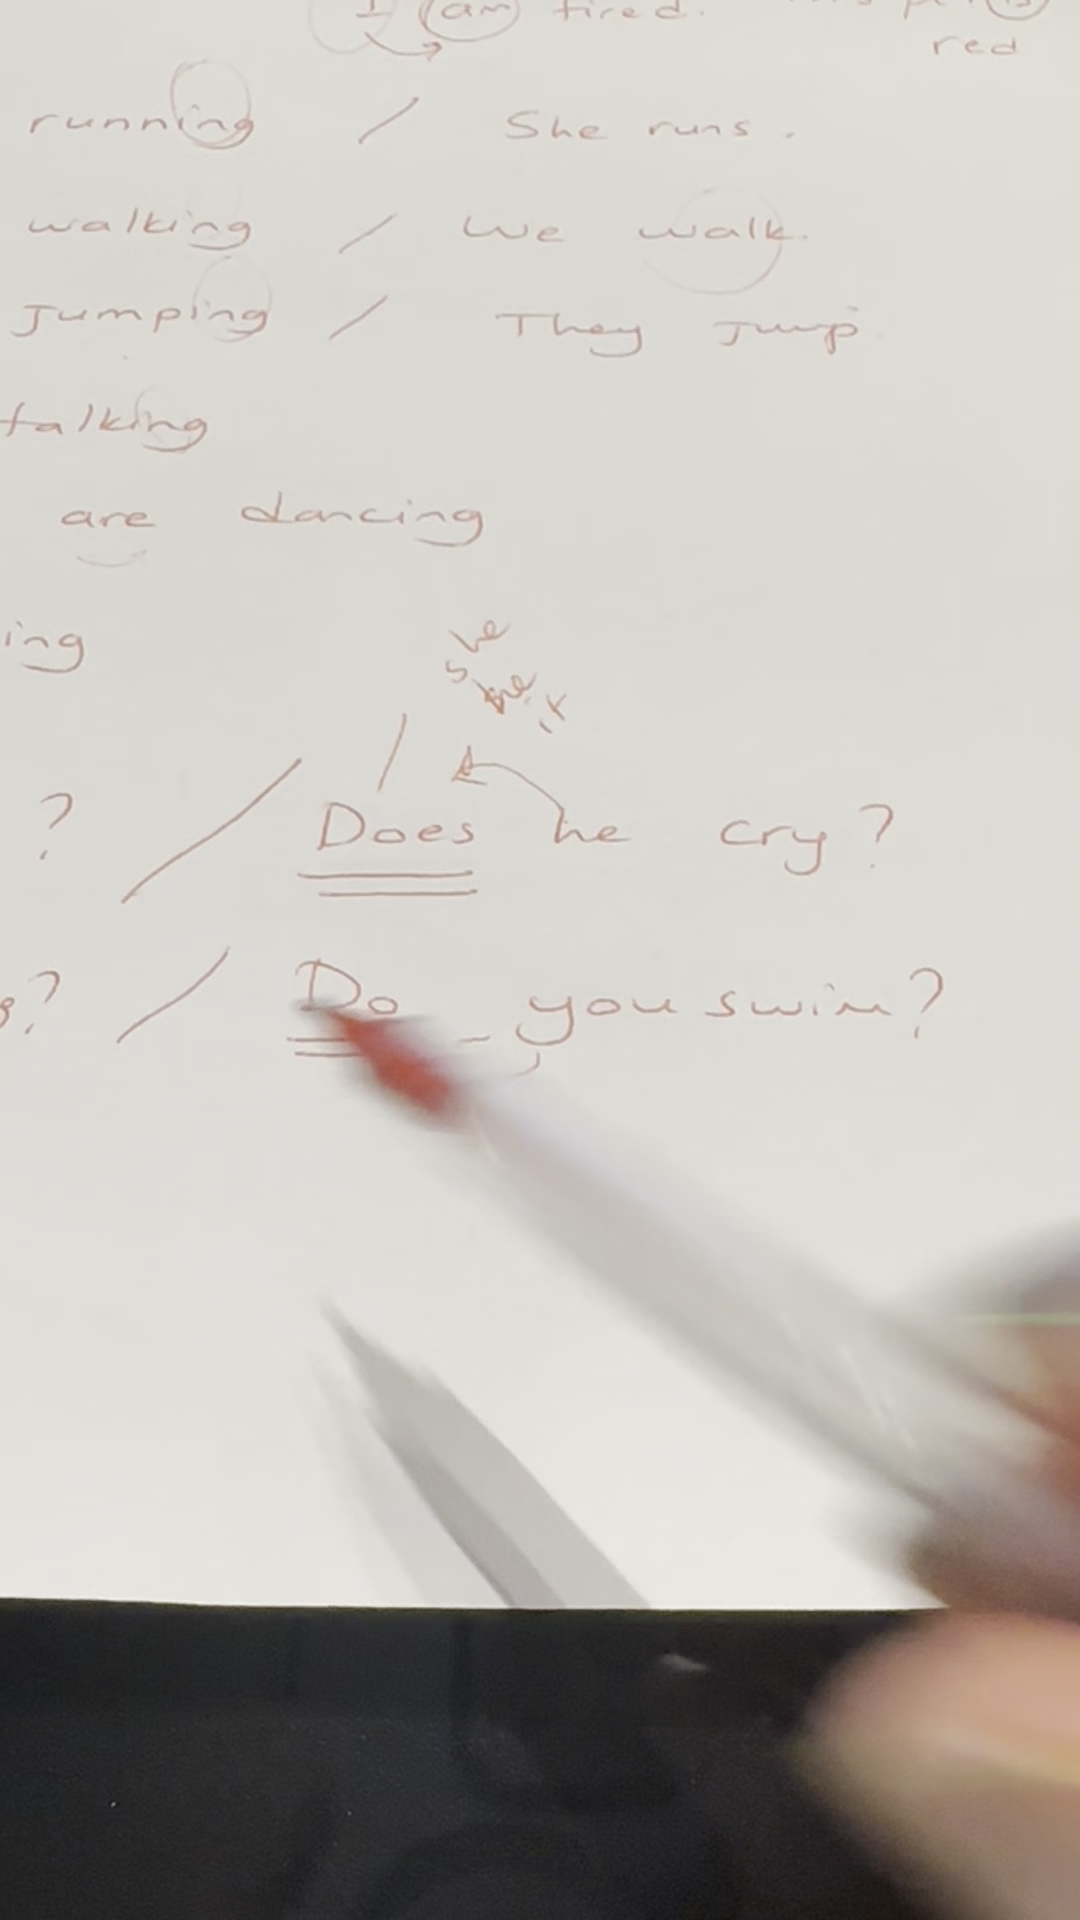 I am tired.
red
running / She runs.
walking / We walk.
Jumping / They Jump
talking
are dancing
ing
he
she it
? / Does he cry?
? / Do you swim?